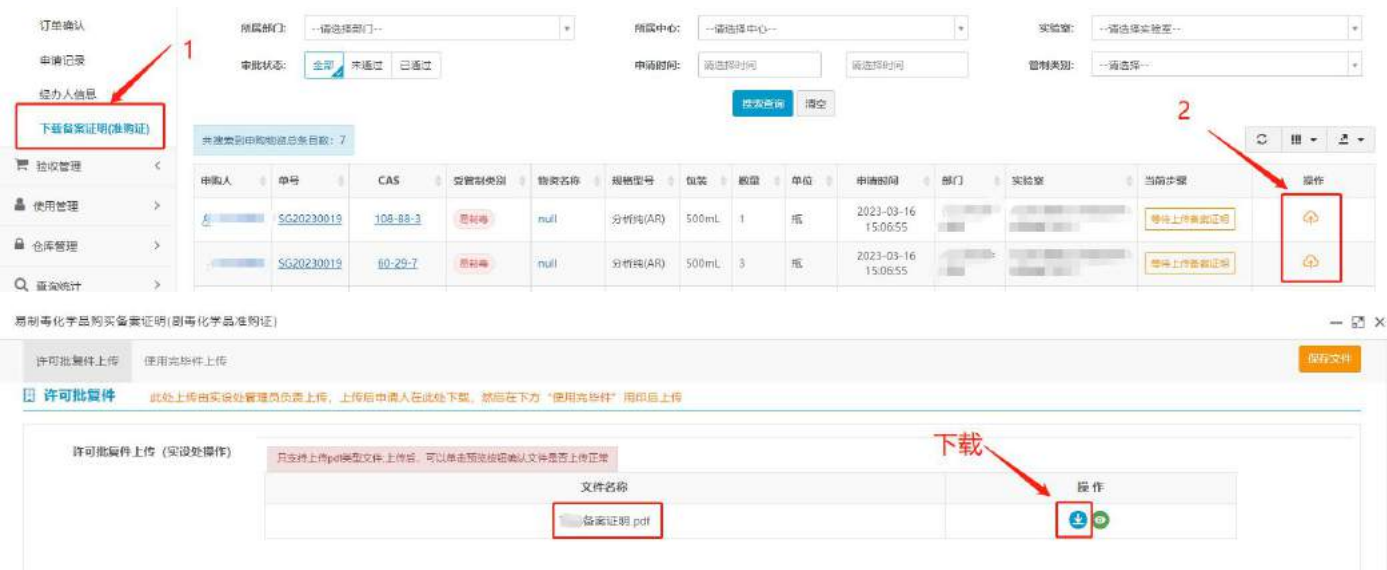 订单确认
所属部门: --请选择部门-- 所属中心: --请选择中心-- 实验室: --请选择实验室--
1
申请记录
审批状态: 全部 未通过 已通过 申请时间: 请选择时间 请选择时间 管制类别: --请选择--
经办人信息
搜索查询 清空
2
下载备案证明(准购证)
共搜索到申购物资总条目数: 7
验收管理
申购人 单号 CAS 受管制类别 物资名称 规格型号 包装 数量 单位 申请时间 部门 实验室 当前步骤 操作
使用管理
SG20230019 108-88-3 易制毒 null 分析纯(AR) 500mL 1 瓶 2023-03-16 15:06:55 等待上传备案证明
仓库管理
SG20230019 60-29-7 易制毒 null 分析纯(AR) 500mL 3 瓶 2023-03-16 15:06:55 等待上传备案证明
查询统计
易制毒化学品购买备案证明(剧毒化学品准购证)
许可批复件上传 使用完毕件上传 保存文件
许可批复件 此处上传由实设处管理员负责上传，上传后申请人在此处下载，然后在下方“使用完毕件”用印后上传
许可批复件上传 (实设处操作)
只支持上传pdf类型文件,上传后，可以单击预览按钮确认文件是否上传正常
下载
文件名称 操作
备案证明.pdf